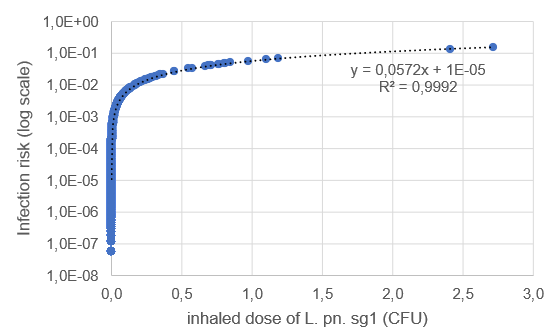 1,0E+00
1,0E-01
1,0E-02
1,0E-03
1,0E-04
1,0E-05
1,0E-06
1,0E-07
1,0E-08
Infection risk (log scale)
y = 0,0572x + 1E-05
R² = 0,9992
0,0 0,5 1,0 1,5 2,0 2,5 3,0
inhaled dose of L. pn. sg1 (CFU)